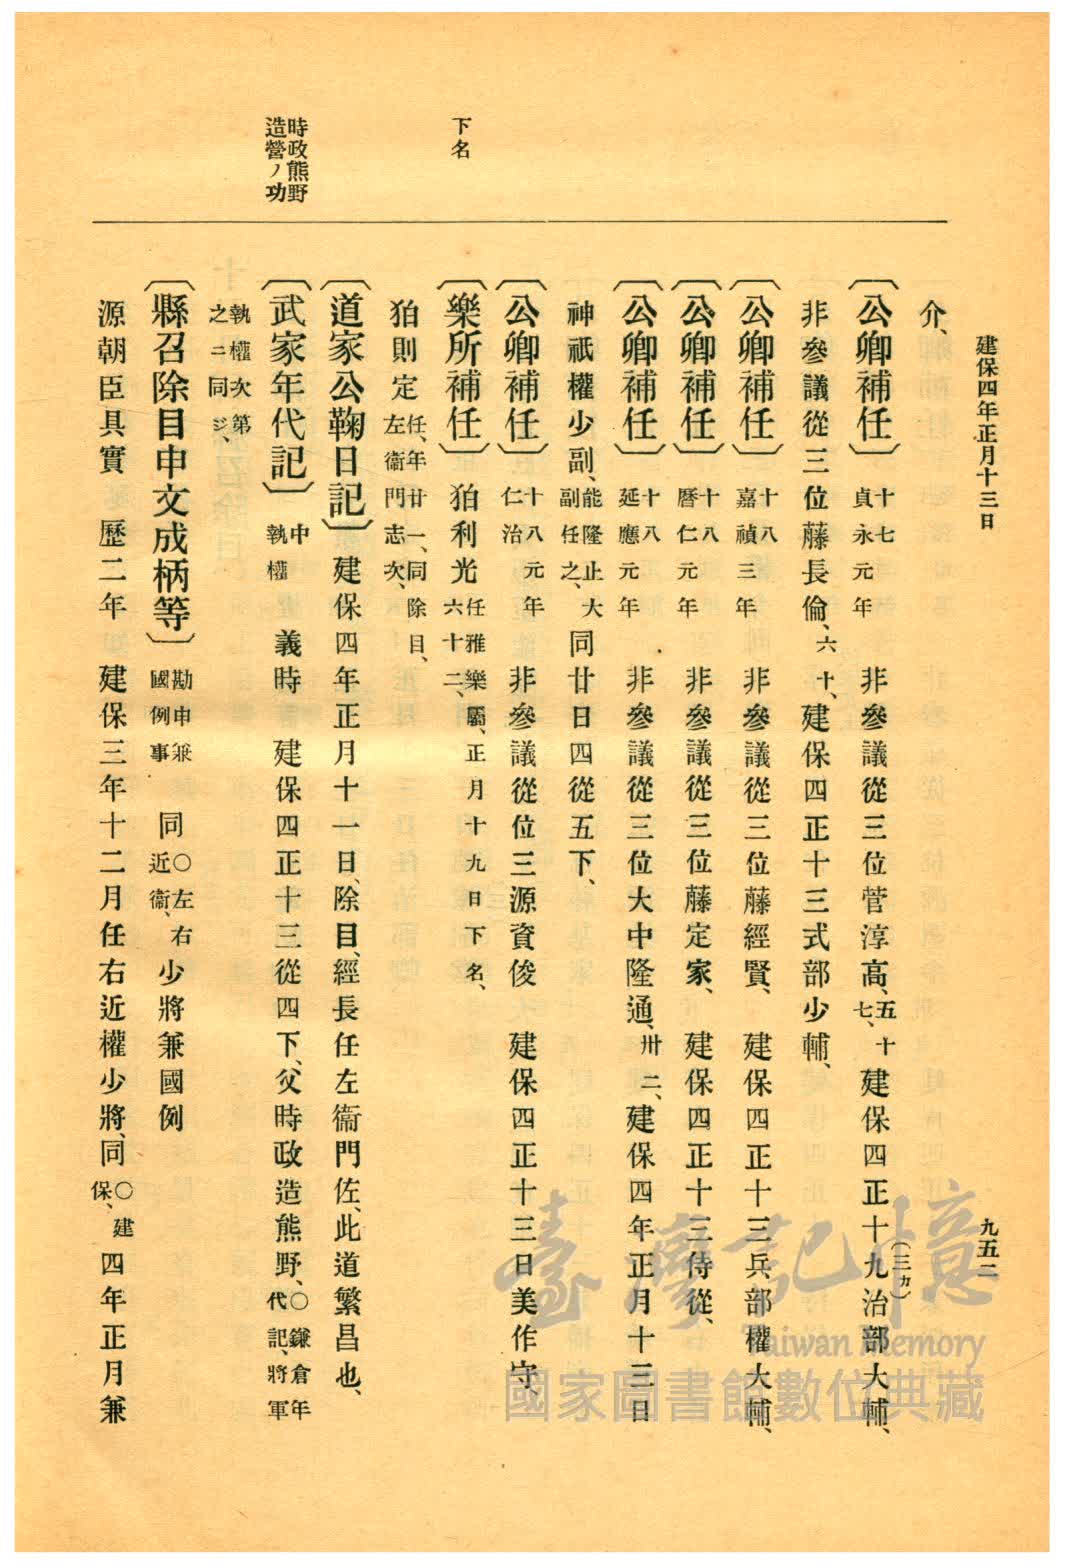 建保四年正月十三日
九五二
介、
〔公卿補任〕十七貞永元年 非參議從三位菅淳高、五十七、建保四正十九(三カ)治部大輔、
非參議從三位藤長倫、六十、建保四正十三式部少輔、
〔公卿補任〕十八嘉禎三年 非參議從三位藤經賢、 建保四正十三兵部權大輔、
〔公卿補任〕十八曆仁元年 非參議從三位藤定家、 建保四正十三侍從、
〔公卿補任〕十八延應元年 非參議從三位大中隆通、卅二、建保四年正月十三日
神祇權少副、能隆止大副任之、同廿日四從五下、
〔公卿補任〕十八仁治元年 非參議從位三源資俊 建保四正十三日美作守、
下名
〔樂所補任〕狛利光任雅樂屬、正月十九日下名、六十二、
狛則定任、年廿一、同除目、左衞門志次、
〔道家公鞠日記〕建保四年正月十一日、除目、經長任左衞門佐、此道繁昌也、
時政熊野造營ノ功
〔武家年代記〕中執權 義時 建保四正十三從四下、父時政造熊野、○鎌倉年代記、將軍
執權次第之ニ同ジ、
〔縣召除目申文成柄等〕勘申兼國例事 同○左右近衞、少將兼國例
源朝臣具實 歷二年 建保三年十二月任右近權少將、同○建保、四年正月兼
臺灣記憶
Taiwan Memory
國家圖書館數位典藏